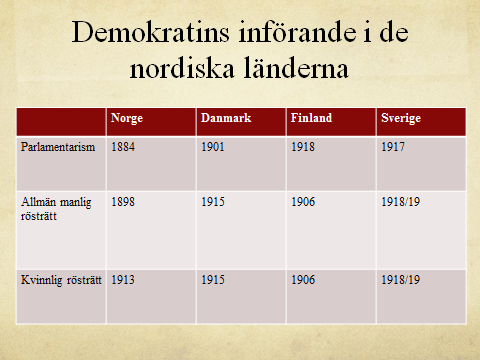 Demokratins införande i de
nordiska länderna
Norge Danmark Finland Sverige
Parlamentarism 1884 1901 1918 1917
Allmän manlig 1898 1915 1906 1918/19
rösträtt
Kvinnlig rösträtt 1913 1915 1906 1918/19